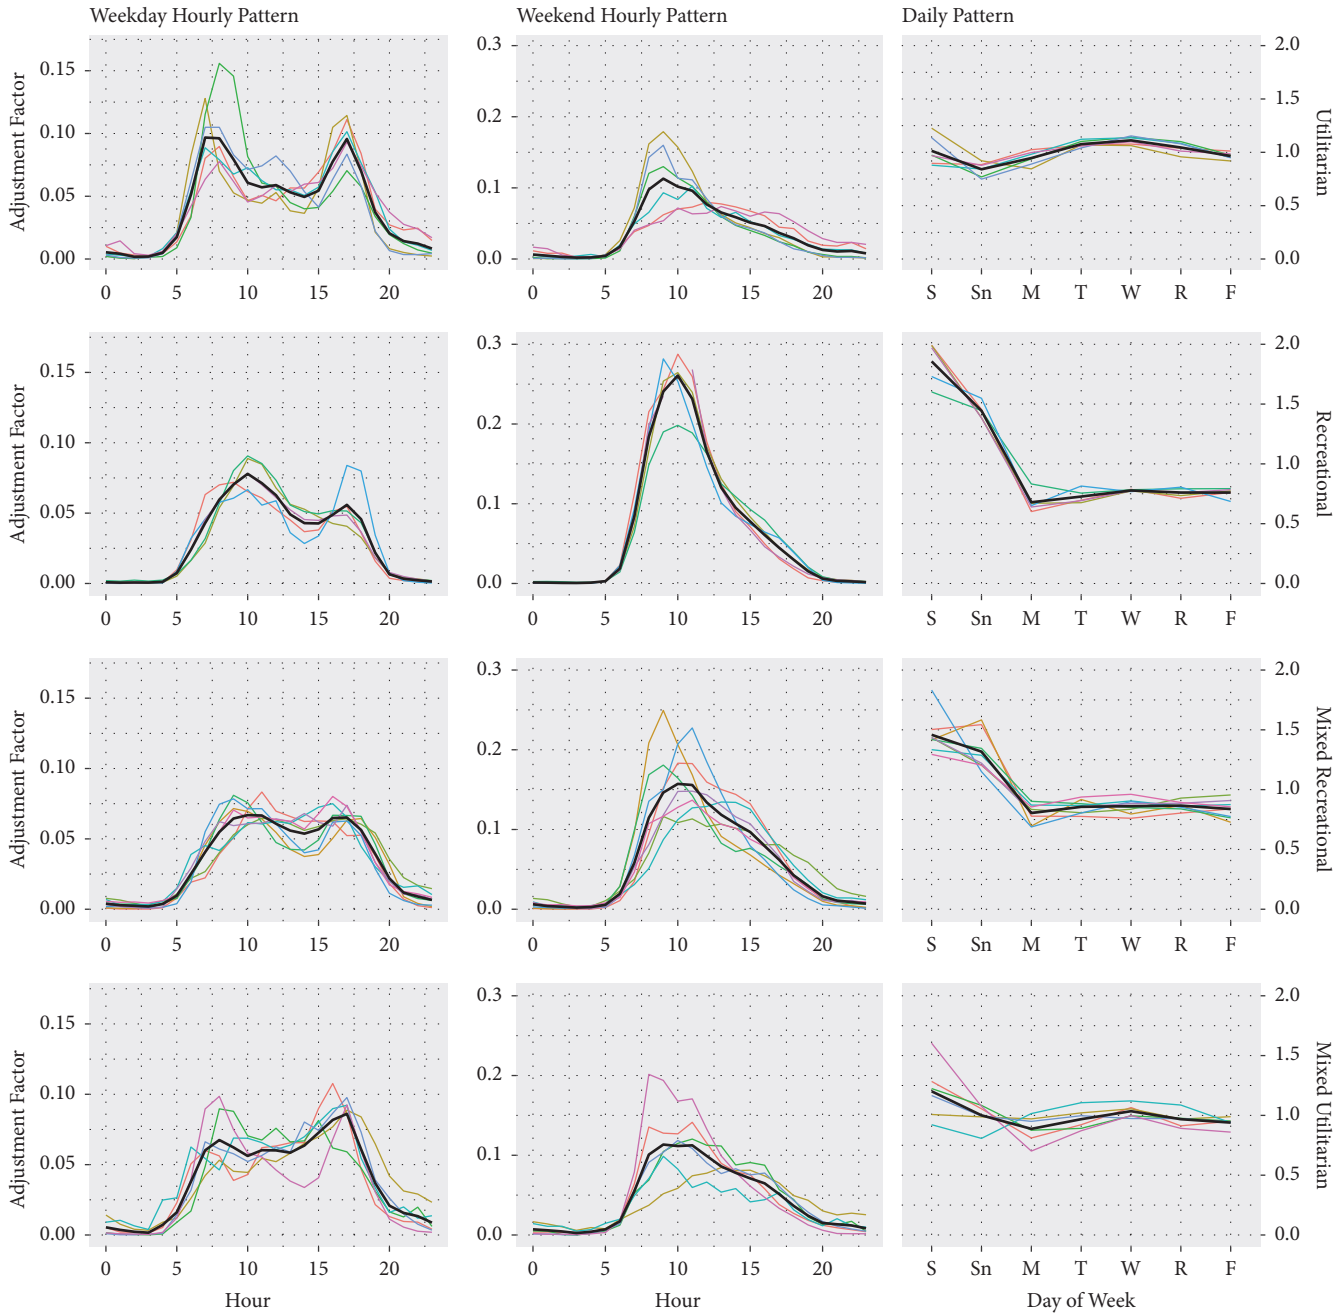 Weekday Hourly Pattern Weekend Hourly Pattern Daily Pattern
Adjustment Factor
0.15
0.10
0.05
0.00
0 5 10 15 20
0.3
0.2
0.1
0.0
0 5 10 15 20
2.0
1.5
1.0
0.5
0.0
S Sn M T W R F
Utilitarian
Adjustment Factor
0.15
0.10
0.05
0.00
0 5 10 15 20
0.3
0.2
0.1
0.0
0 5 10 15 20
2.0
1.5
1.0
0.5
0.0
S Sn M T W R F
Recreational
Adjustment Factor
0.15
0.10
0.05
0.00
0 5 10 15 20
0.3
0.2
0.1
0.0
0 5 10 15 20
2.0
1.5
1.0
0.5
0.0
S Sn M T W R F
Mixed Recreational
Adjustment Factor
0.15
0.10
0.05
0.00
0 5 10 15 20
0.3
0.2
0.1
0.0
0 5 10 15 20
2.0
1.5
1.0
0.5
0.0
S Sn M T W R F
Mixed Utilitarian
Hour Hour Day of Week